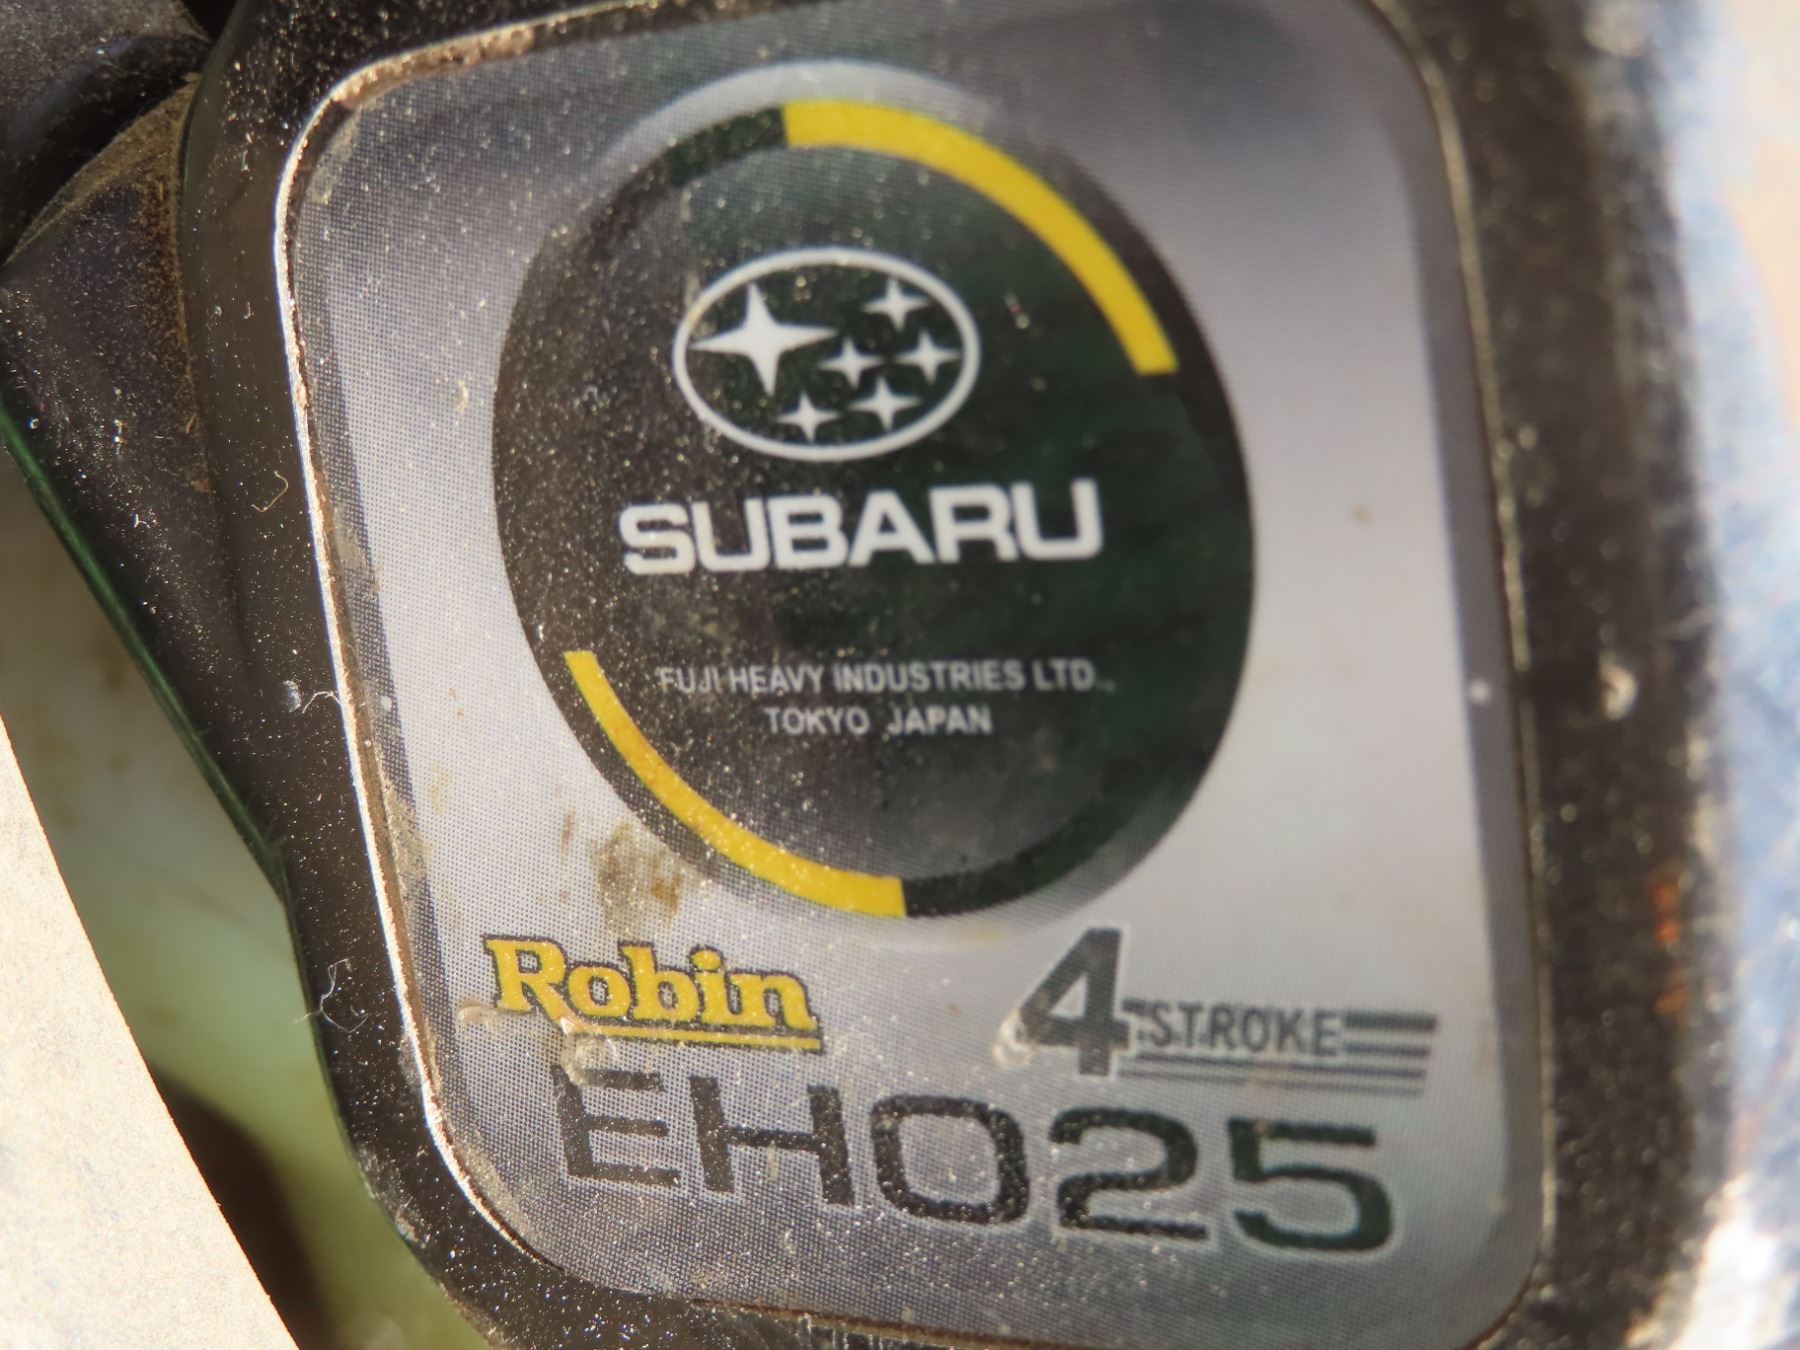 SUBARU
FUJI HEAVY INDUSTRIES LTD.,
TOKYO JAPAN
Robin
4 STROKE
EH025